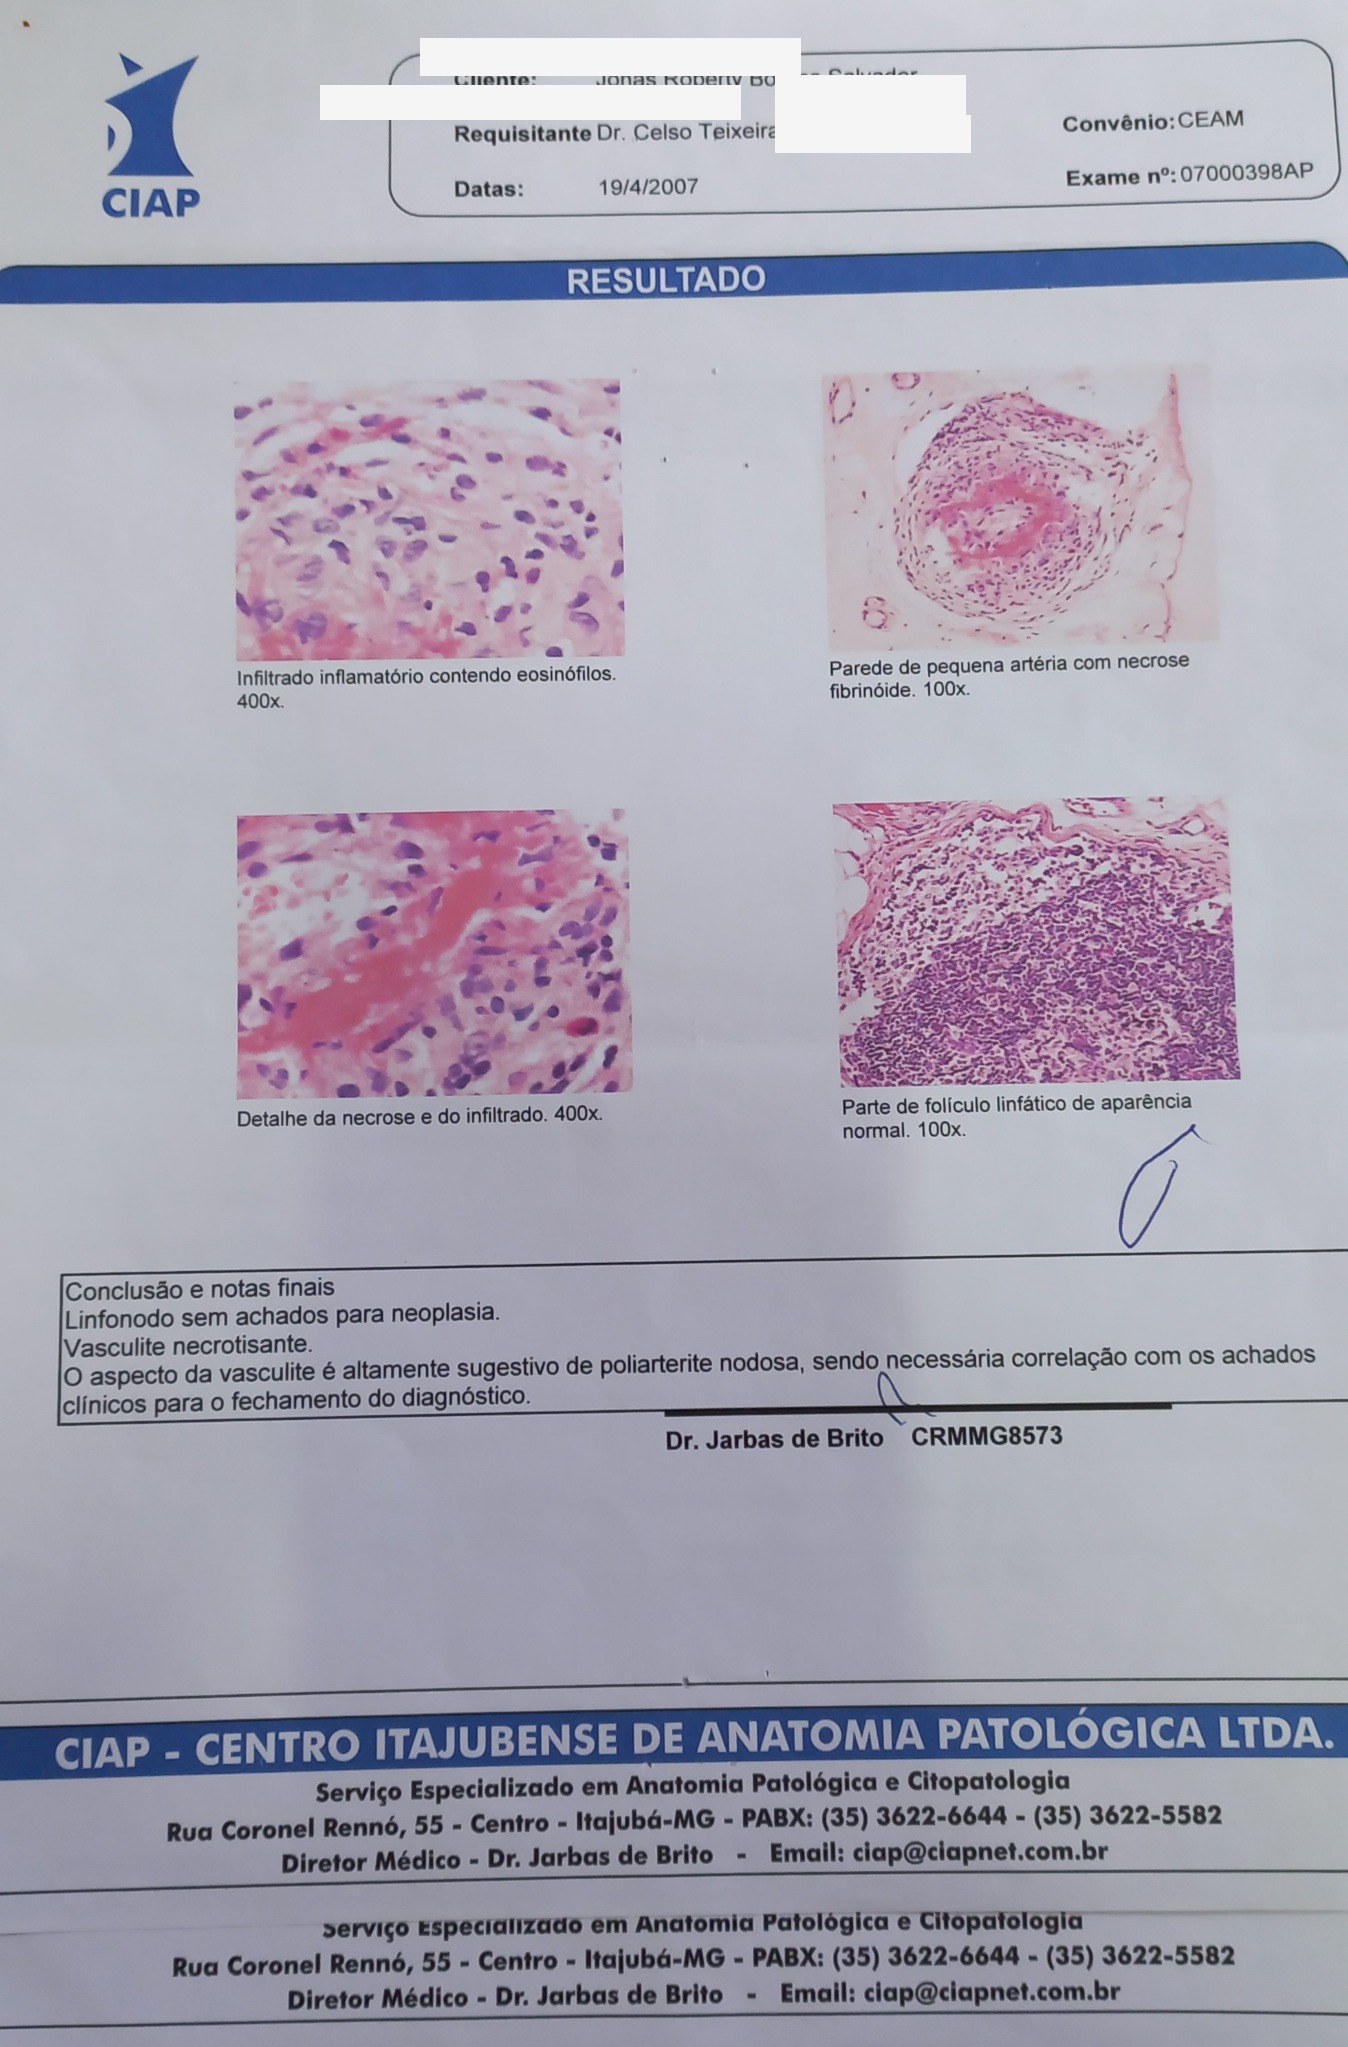 CIAP
Cliente: Jonas Roberty
Requisitante Dr. Celso Teixeira
Datas: 19/4/2007
Convênio: CEAM
Exame nº: 07000398AP
RESULTADO
Infiltrado inflamatório contendo eosinófilos.
400x.
Parede de pequena artéria com necrose
fibrinóide. 100x.
Detalhe da necrose e do infiltrado. 400x.
Parte de folículo linfático de aparência
normal. 100x.
Conclusão e notas finais
Linfonodo sem achados para neoplasia.
Vasculite necrotisante.
O aspecto da vasculite é altamente sugestivo de poliarterite nodosa, sendo necessária correlação com os achados
clínicos para o fechamento do diagnóstico.
Dr. Jarbas de Brito CRMMG8573
CIAP - CENTRO ITAJUBENSE DE ANATOMIA PATOLÓGICA LTDA.
Serviço Especializado em Anatomia Patológica e Citopatologia
Rua Coronel Rennó, 55 - Centro - Itajubá-MG - PABX: (35) 3622-6644 - (35) 3622-5582
Diretor Médico - Dr. Jarbas de Brito - Email: ciap@ciapnet.com.br
Serviço Especializado em Anatomia Patológica e Citopatologia
Rua Coronel Rennó, 55 - Centro - Itajubá-MG - PABX: (35) 3622-6644 - (35) 3622-5582
Diretor Médico - Dr. Jarbas de Brito - Email: ciap@ciapnet.com.br